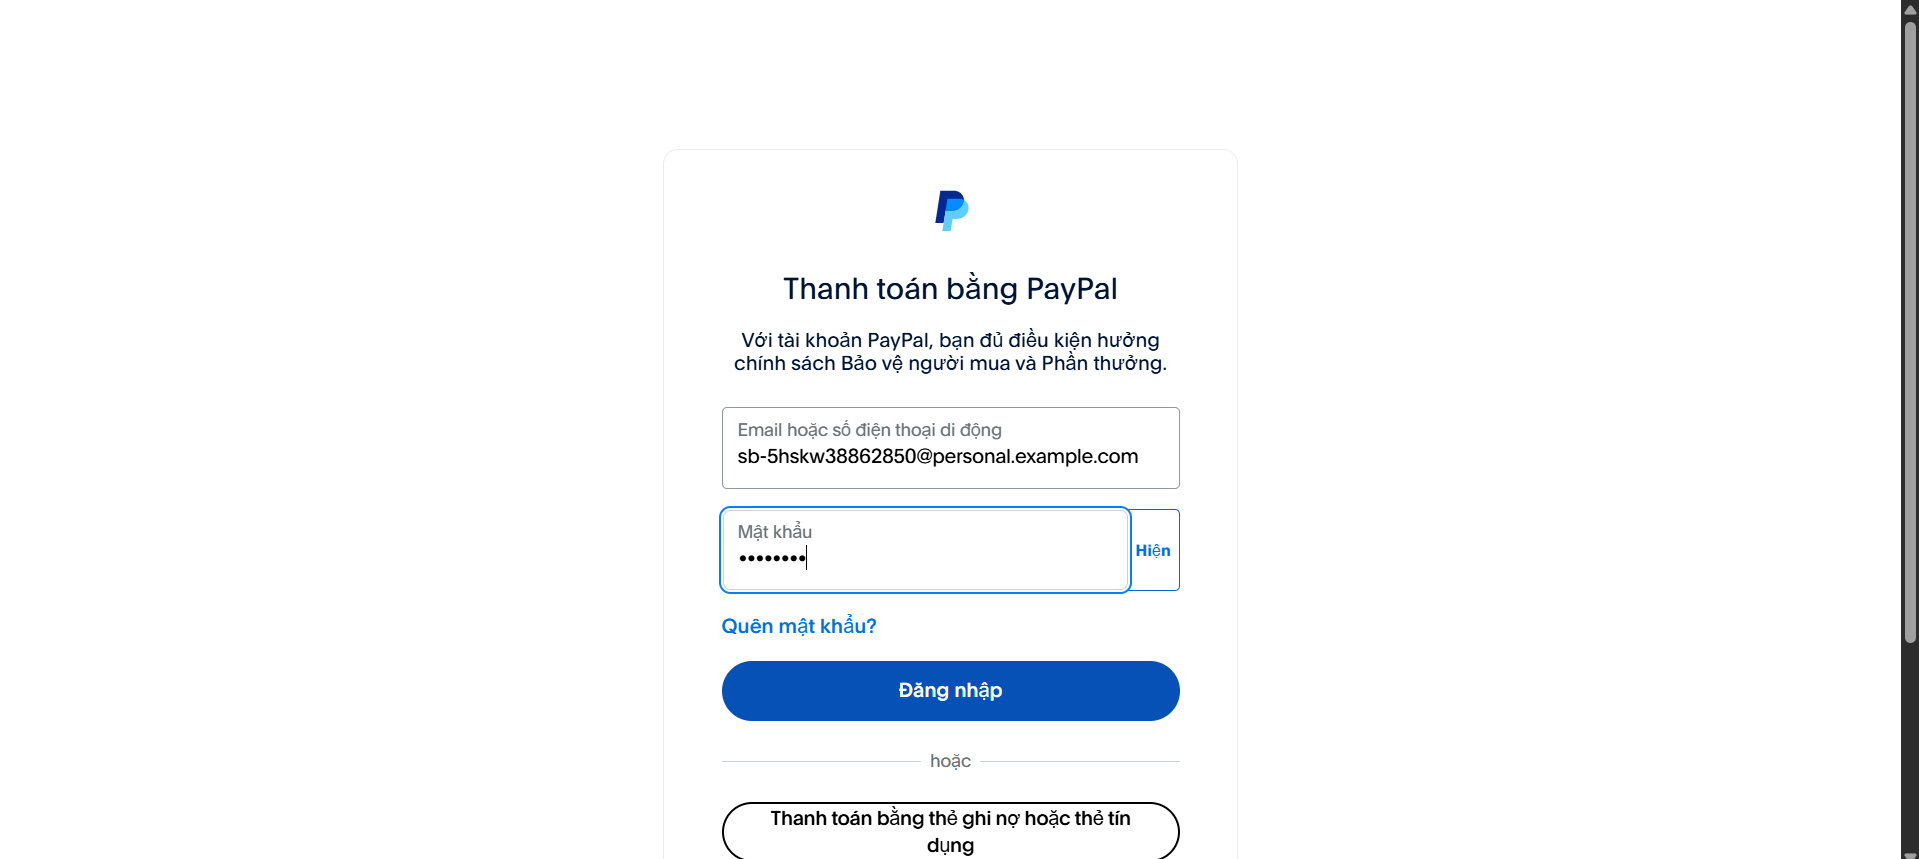 Thanh toán bằng PayPal
Với tài khoản PayPal, bạn đủ điều kiện hưởng
chính sách Bảo vệ người mua và Phần thưởng.
Email hoặc số điện thoại di động
sb-5hskw38862850@personal.example.com
Mật khẩu
••••••••
Hiện
Quên mật khẩu?
Đăng nhập
hoặc
Thanh toán bằng thẻ ghi nợ hoặc thẻ tín
dụng